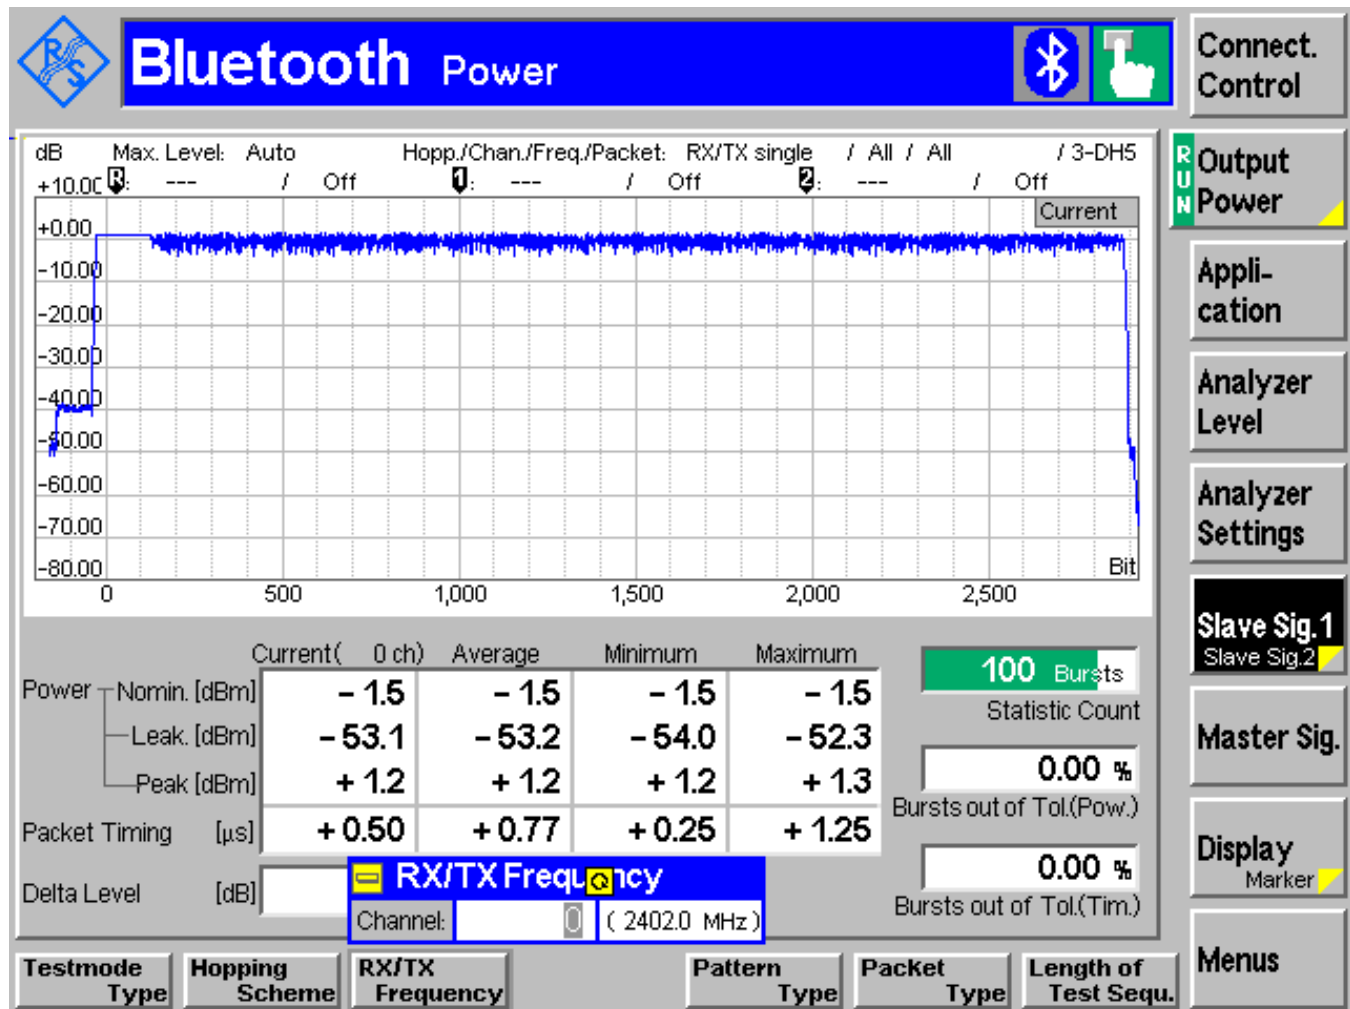 R S
Bluetooth Power
Connect. Control
dB Max. Level: Auto Hopp./Chan./Freq./Packet: RX/TX single / All / All / 3-DH5
+10.00 R: --- / Off 1: --- / Off 2: --- / Off
Current
+0.00
-10.00
-20.00
-30.00
-40.00
-50.00
-60.00
-70.00
-80.00
Bit
0 500 1,000 1,500 2,000 2,500
Current( 0 ch) Average Minimum Maximum
Power Nomin. [dBm] - 1.5 - 1.5 - 1.5 - 1.5
Leak. [dBm] - 53.1 - 53.2 - 54.0 - 52.3
Peak [dBm] + 1.2 + 1.2 + 1.2 + 1.3
Packet Timing [µs] + 0.50 + 0.77 + 0.25 + 1.25
Delta Level [dB]
100 Bursts
Statistic Count
0.00 %
Bursts out of Tol.(Pow.)
0.00 %
Bursts out of Tol.(Tim.)
RX/TX Frequency
Channel: 0 ( 2402.0 MHz )
RUN
Output Power
Appli-
cation
Analyzer
Level
Analyzer
Settings
Slave Sig.1
Slave Sig.2
Master Sig.
Display
Marker
Menus
Testmode Type
Hopping Scheme
RX/TX Frequency
Pattern Type
Packet Type
Length of Test Sequ.